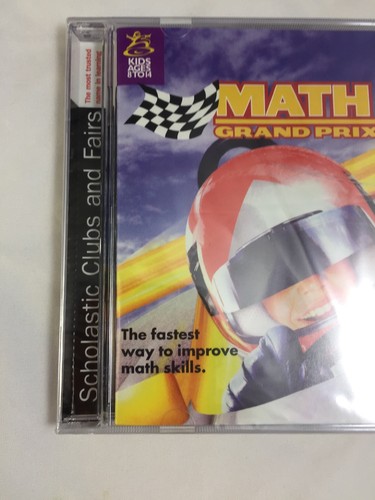 KIDS
AGES
8 TO 14
MATH
GRAND PRIX
The fastest
way to improve
math skills.
The most trusted
name in learning
Scholastic Clubs and Fairs